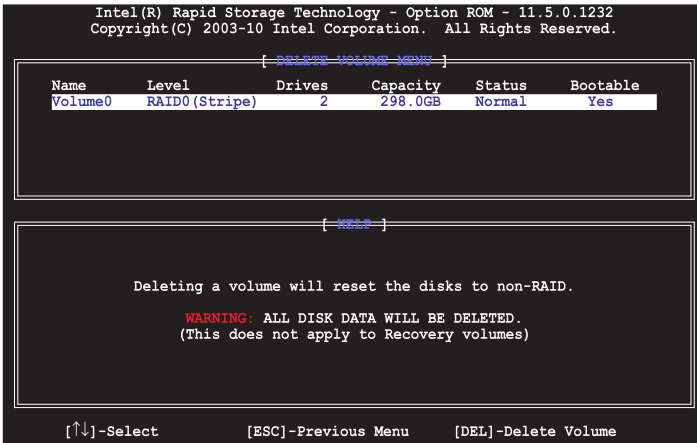 Intel(R) Rapid Storage Technology - Option ROM - 11.5.0.1232
Copyright(C) 2003-10 Intel Corporation.  All Rights Reserved.
[ DELETE VOLUME MENU ]
Name Level Drives Capacity Status Bootable
Volume0 RAID0(Stripe) 2 298.0GB Normal Yes
[ HELP ]
Deleting a volume will reset the disks to non-RAID.
WARNING: ALL DISK DATA WILL BE DELETED.
(This does not apply to Recovery volumes)
[↑↓]-Select [ESC]-Previous Menu [DEL]-Delete Volume